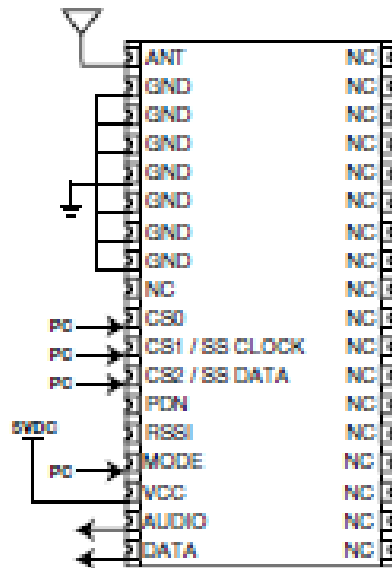 ANT NC
GND NC
GND NC
GND NC
GND NC
GND NC
GND NC
GND NC
NC NC
PC CS0 NC
PC CS1 / SS CLOCK NC
PC CS2 / SS DATA NC
PDN NC
5VDC RSSI NC
PC MODE NC
VCC NC
AUDIO NC
DATA NC